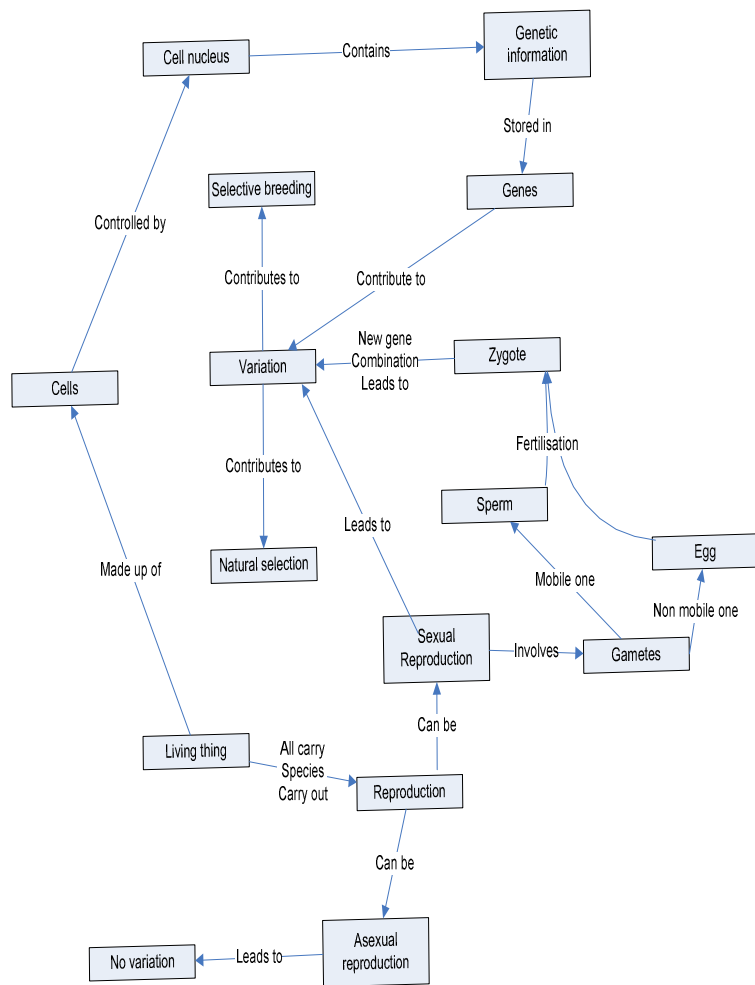 Cell nucleus
Contains
Genetic
information
Stored in
Genes
Selective breeding
Controlled by
Contributes to
Contribute to
New gene
Combination
Leads to
Zygote
Variation
Cells
Fertilisation
Contributes to
Sperm
Leads to
Egg
Natural selection
Made up of
Mobile one
Non mobile one
Sexual
Reproduction
Involves
Gametes
Can be
Living thing
All carry
Species
Carry out
Reproduction
Can be
Asexual
reproduction
Leads to
No variation